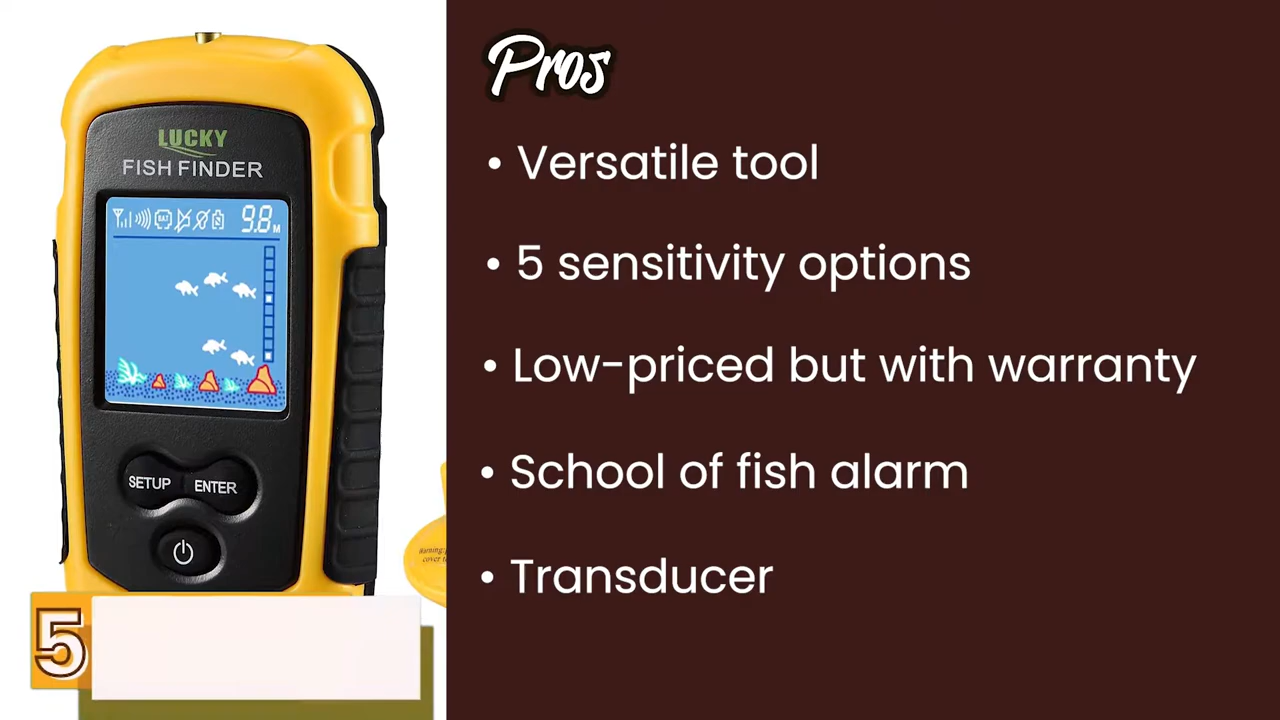 LUCKY
FISH FINDER
BAT 9.8M
SETUP ENTER
5
Pros
• Versatile tool
• 5 sensitivity options
• Low-priced but with warranty
• School of fish alarm
• Transducer